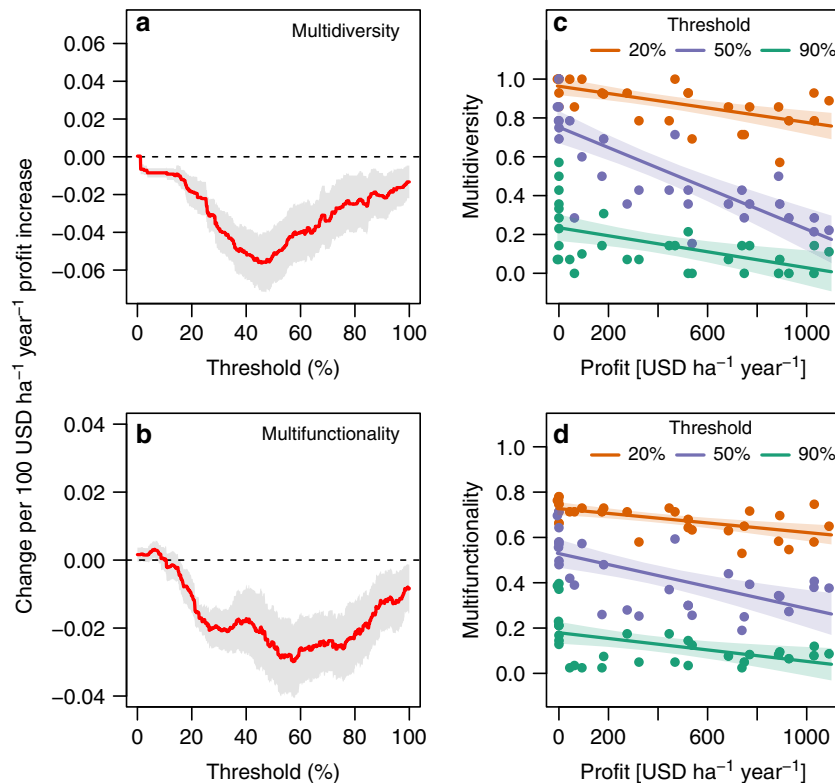 Change per 100 USD ha⁻¹ year⁻¹ profit increase
a
Multidiversity
0.06
0.04
0.02
0.00
−0.02
−0.04
−0.06
0 20 40 60 80 100
Threshold (%)
c
Threshold
20% 50% 90%
Multidiversity
1.0
0.8
0.6
0.4
0.2
0.0
0 200 600 1000
Profit [USD ha⁻¹ year⁻¹]
b
Multifunctionality
0.04
0.02
0.00
−0.02
−0.04
0 20 40 60 80 100
Threshold (%)
d
Threshold
20% 50% 90%
Multifunctionality
1.0
0.8
0.6
0.4
0.2
0.0
0 200 600 1000
Profit [USD ha⁻¹ year⁻¹]